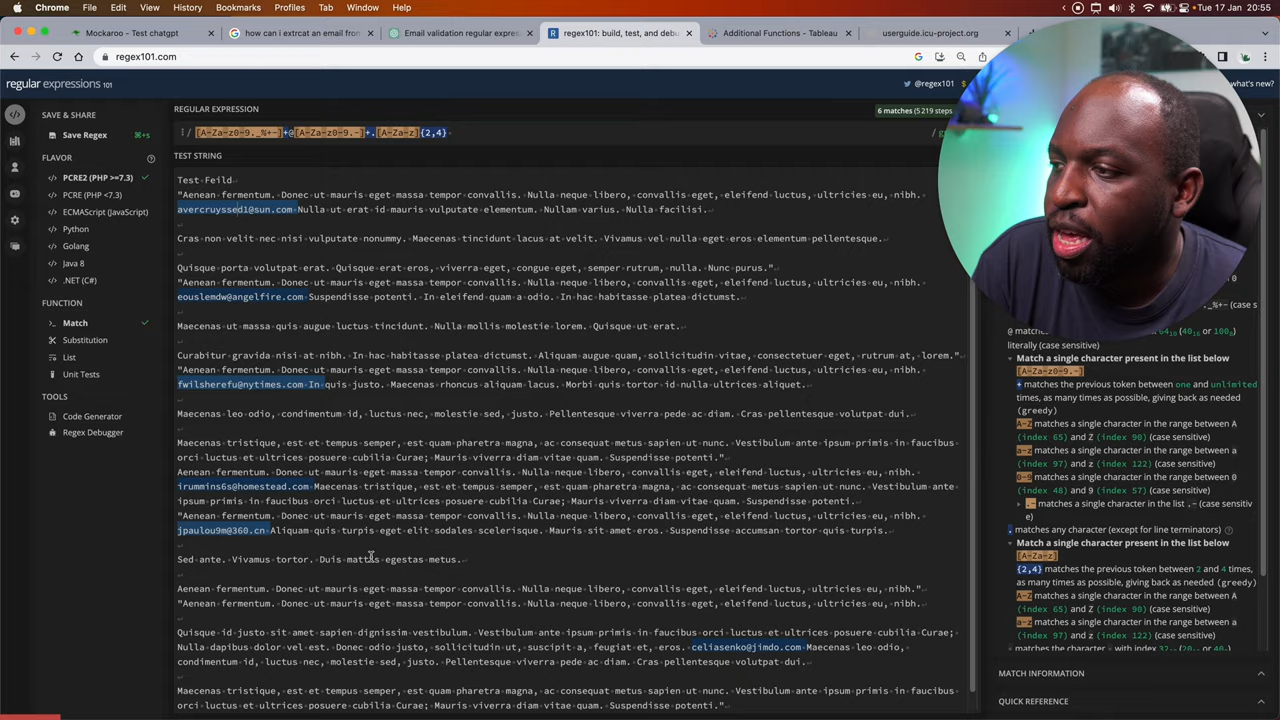 Chrome File Edit View History Bookmarks Profiles Tab Window Help Tue 17 Jan 20:55
Mockaroo - Test chatgpt
how can i extrcat an email from
Email validation regular expres
regex101: build, test, and debu
Additional Functions - Tableau
userguide.icu-project.org
regex101.com
regular expressions 101
@regex101
what's new?
SAVE & SHARE
Save Regex ⌘+s
FLAVOR
PCRE2 (PHP >=7.3)
PCRE (PHP <7.3)
ECMAScript (JavaScript)
Python
Golang
Java 8
.NET (C#)
FUNCTION
Match
Substitution
List
Unit Tests
TOOLS
Code Generator
Regex Debugger
REGULAR EXPRESSION
6 matches (5219 steps
/ [A-Za-z0-9._%+-]+@[A-Za-z0-9.-]+.[A-Za-z]{2,4}· / g
TEST STRING
Test·Feild
"Aenean·fermentum.·Donec·ut·mauris·eget·massa·tempor·convallis.·Nulla·neque·libero,·convallis·eget,·eleifend·luctus,·ultricies·eu,·nibh.·
avercruyssed1@sun.com·Nulla·ut·erat·id·mauris·vulputate·elementum.·Nullam·varius.·Nulla·facilisi.
Cras·non·velit·nec·nisi·vulputate·nonummy.·Maecenas·tincidunt·lacus·at·velit.·Vivamus·vel·nulla·eget·eros·elementum·pellentesque.
Quisque·porta·volutpat·erat.·Quisque·erat·eros,·viverra·eget,·congue·eget,·semper·rutrum,·nulla.·Nunc·purus."
"Aenean·fermentum.·Donec·ut·mauris·eget·massa·tempor·convallis.·Nulla·neque·libero,·convallis·eget,·eleifend·luctus,·ultricies·eu,·nibh.·
eouslemdw@angelfire.com·Suspendisse·potenti.·In·eleifend·quam·a·odio.·In·hac·habitasse·platea·dictumst.
Maecenas·ut·massa·quis·augue·luctus·tincidunt.·Nulla·mollis·molestie·lorem.·Quisque·ut·erat.
Curabitur·gravida·nisi·at·nibh.·In·hac·habitasse·platea·dictumst.·Aliquam·augue·quam,·sollicitudin·vitae,·consectetuer·eget,·rutrum·at,·lorem."
"Aenean·fermentum.·Donec·ut·mauris·eget·massa·tempor·convallis.·Nulla·neque·libero,·convallis·eget,·eleifend·luctus,·ultricies·eu,·nibh.·
fwilsherefu@nytimes.com·In·quis·justo.·Maecenas·rhoncus·aliquam·lacus.·Morbi·quis·tortor·id·nulla·ultrices·aliquet.
Maecenas·leo·odio,·condimentum·id,·luctus·nec,·molestie·sed,·justo.·Pellentesque·viverra·pede·ac·diam.·Cras·pellentesque·volutpat·dui.
Maecenas·tristique,·est·et·tempus·semper,·est·quam·pharetra·magna,·ac·consequat·metus·sapien·ut·nunc.·Vestibulum·ante·ipsum·primis·in·faucibus·
orci·luctus·et·ultrices·posuere·cubilia·Curae;·Mauris·viverra·diam·vitae·quam.·Suspendisse·potenti."
"Aenean·fermentum.·Donec·ut·mauris·eget·massa·tempor·convallis.·Nulla·neque·libero,·convallis·eget,·eleifend·luctus,·ultricies·eu,·nibh.·
irummins6s@homestead.com·Maecenas·tristique,·est·et·tempus·semper,·est·quam·pharetra·magna,·ac·consequat·metus·sapien·ut·nunc.·Vestibulum·ante·
ipsum·primis·in·faucibus·orci·luctus·et·ultrices·posuere·cubilia·Curae;·Mauris·viverra·diam·vitae·quam.·Suspendisse·potenti.
"Aenean·fermentum.·Donec·ut·mauris·eget·massa·tempor·convallis.·Nulla·neque·libero,·convallis·eget,·eleifend·luctus,·ultricies·eu,·nibh.·
jpaulou9m@360.cn·Aliquam·quis·turpis·eget·elit·sodales·scelerisque.·Mauris·sit·amet·eros.·Suspendisse·accumsan·tortor·quis·turpis.
Sed·ante.·Vivamus·tortor.·Duis·mattis·egestas·metus.
Aenean·fermentum.·Donec·ut·mauris·eget·massa·tempor·convallis.·Nulla·neque·libero,·convallis·eget,·eleifend·luctus,·ultricies·eu,·nibh."
"Aenean·fermentum.·Donec·ut·mauris·eget·massa·tempor·convallis.·Nulla·neque·libero,·convallis·eget,·eleifend·luctus,·ultricies·eu,·nibh.
Quisque·id·justo·sit·amet·sapien·dignissim·vestibulum.·Vestibulum·ante·ipsum·primis·in·faucibus·orci·luctus·et·ultrices·posuere·cubilia·Curae;·
Nulla·dapibus·dolor·vel·est.·Donec·odio·justo,·sollicitudin·ut,·suscipit·a,·feugiat·et,·eros.·celiasenko@jimdo.com·Maecenas·leo·odio,·
condimentum·id,·luctus·nec,·molestie·sed,·justo.·Pellentesque·viverra·pede·ac·diam.·Cras·pellentesque·volutpat·dui.
Maecenas·tristique,·est·et·tempus·semper,·est·quam·pharetra·magna,·ac·consequat·metus·sapien·ut·nunc.·Vestibulum·ante·ipsum·primis·in·faucibus·
orci·luctus·et·ultrices·posuere·cubilia·Curae;·Mauris·viverra·diam·vitae·quam.·Suspendisse·potenti."
_%+- (case s
literally (case sensitive)
Match a single character present in the list below
[A-Za-z0-9.-]
+ matches the previous token between one and unlimited
times, as many times as possible, giving back as needed
(greedy)
A-Z matches a single character in the range between A
(index 65) and Z (index 90) (case sensitive)
a-z matches a single character in the range between a
(index 97) and z (index 122) (case sensitive)
0-9 matches a single character in the range between 0
(index 48) and 9 (index 57) (case sensitive)
.- matches a single character in the list .- (case sensitiv
e)
. matches any character (except for line terminators)
Match a single character present in the list below
[A-Za-z]
{2,4} matches the previous token between 2 and 4 times,
as many times as possible, giving back as needed (greedy)
A-Z matches a single character in the range between A
(index 65) and Z (index 90) (case sensitive)
a-z matches a single character in the range between a
(index 97) and z (index 122) (case sensitive)
MATCH INFORMATION
QUICK REFERENCE